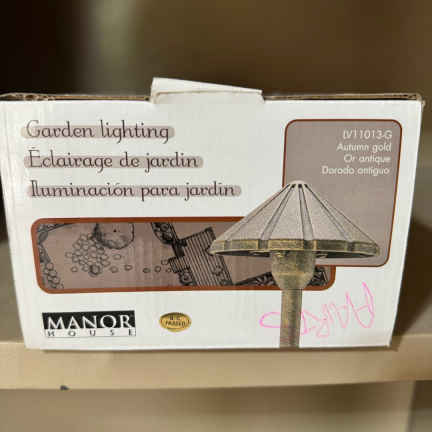 Garden lighting
Éclairage de jardin
Iluminación para jardín
LV11013-G
Autumn gold
Or antique
Dorado antiguo
MANOR
HOUSE